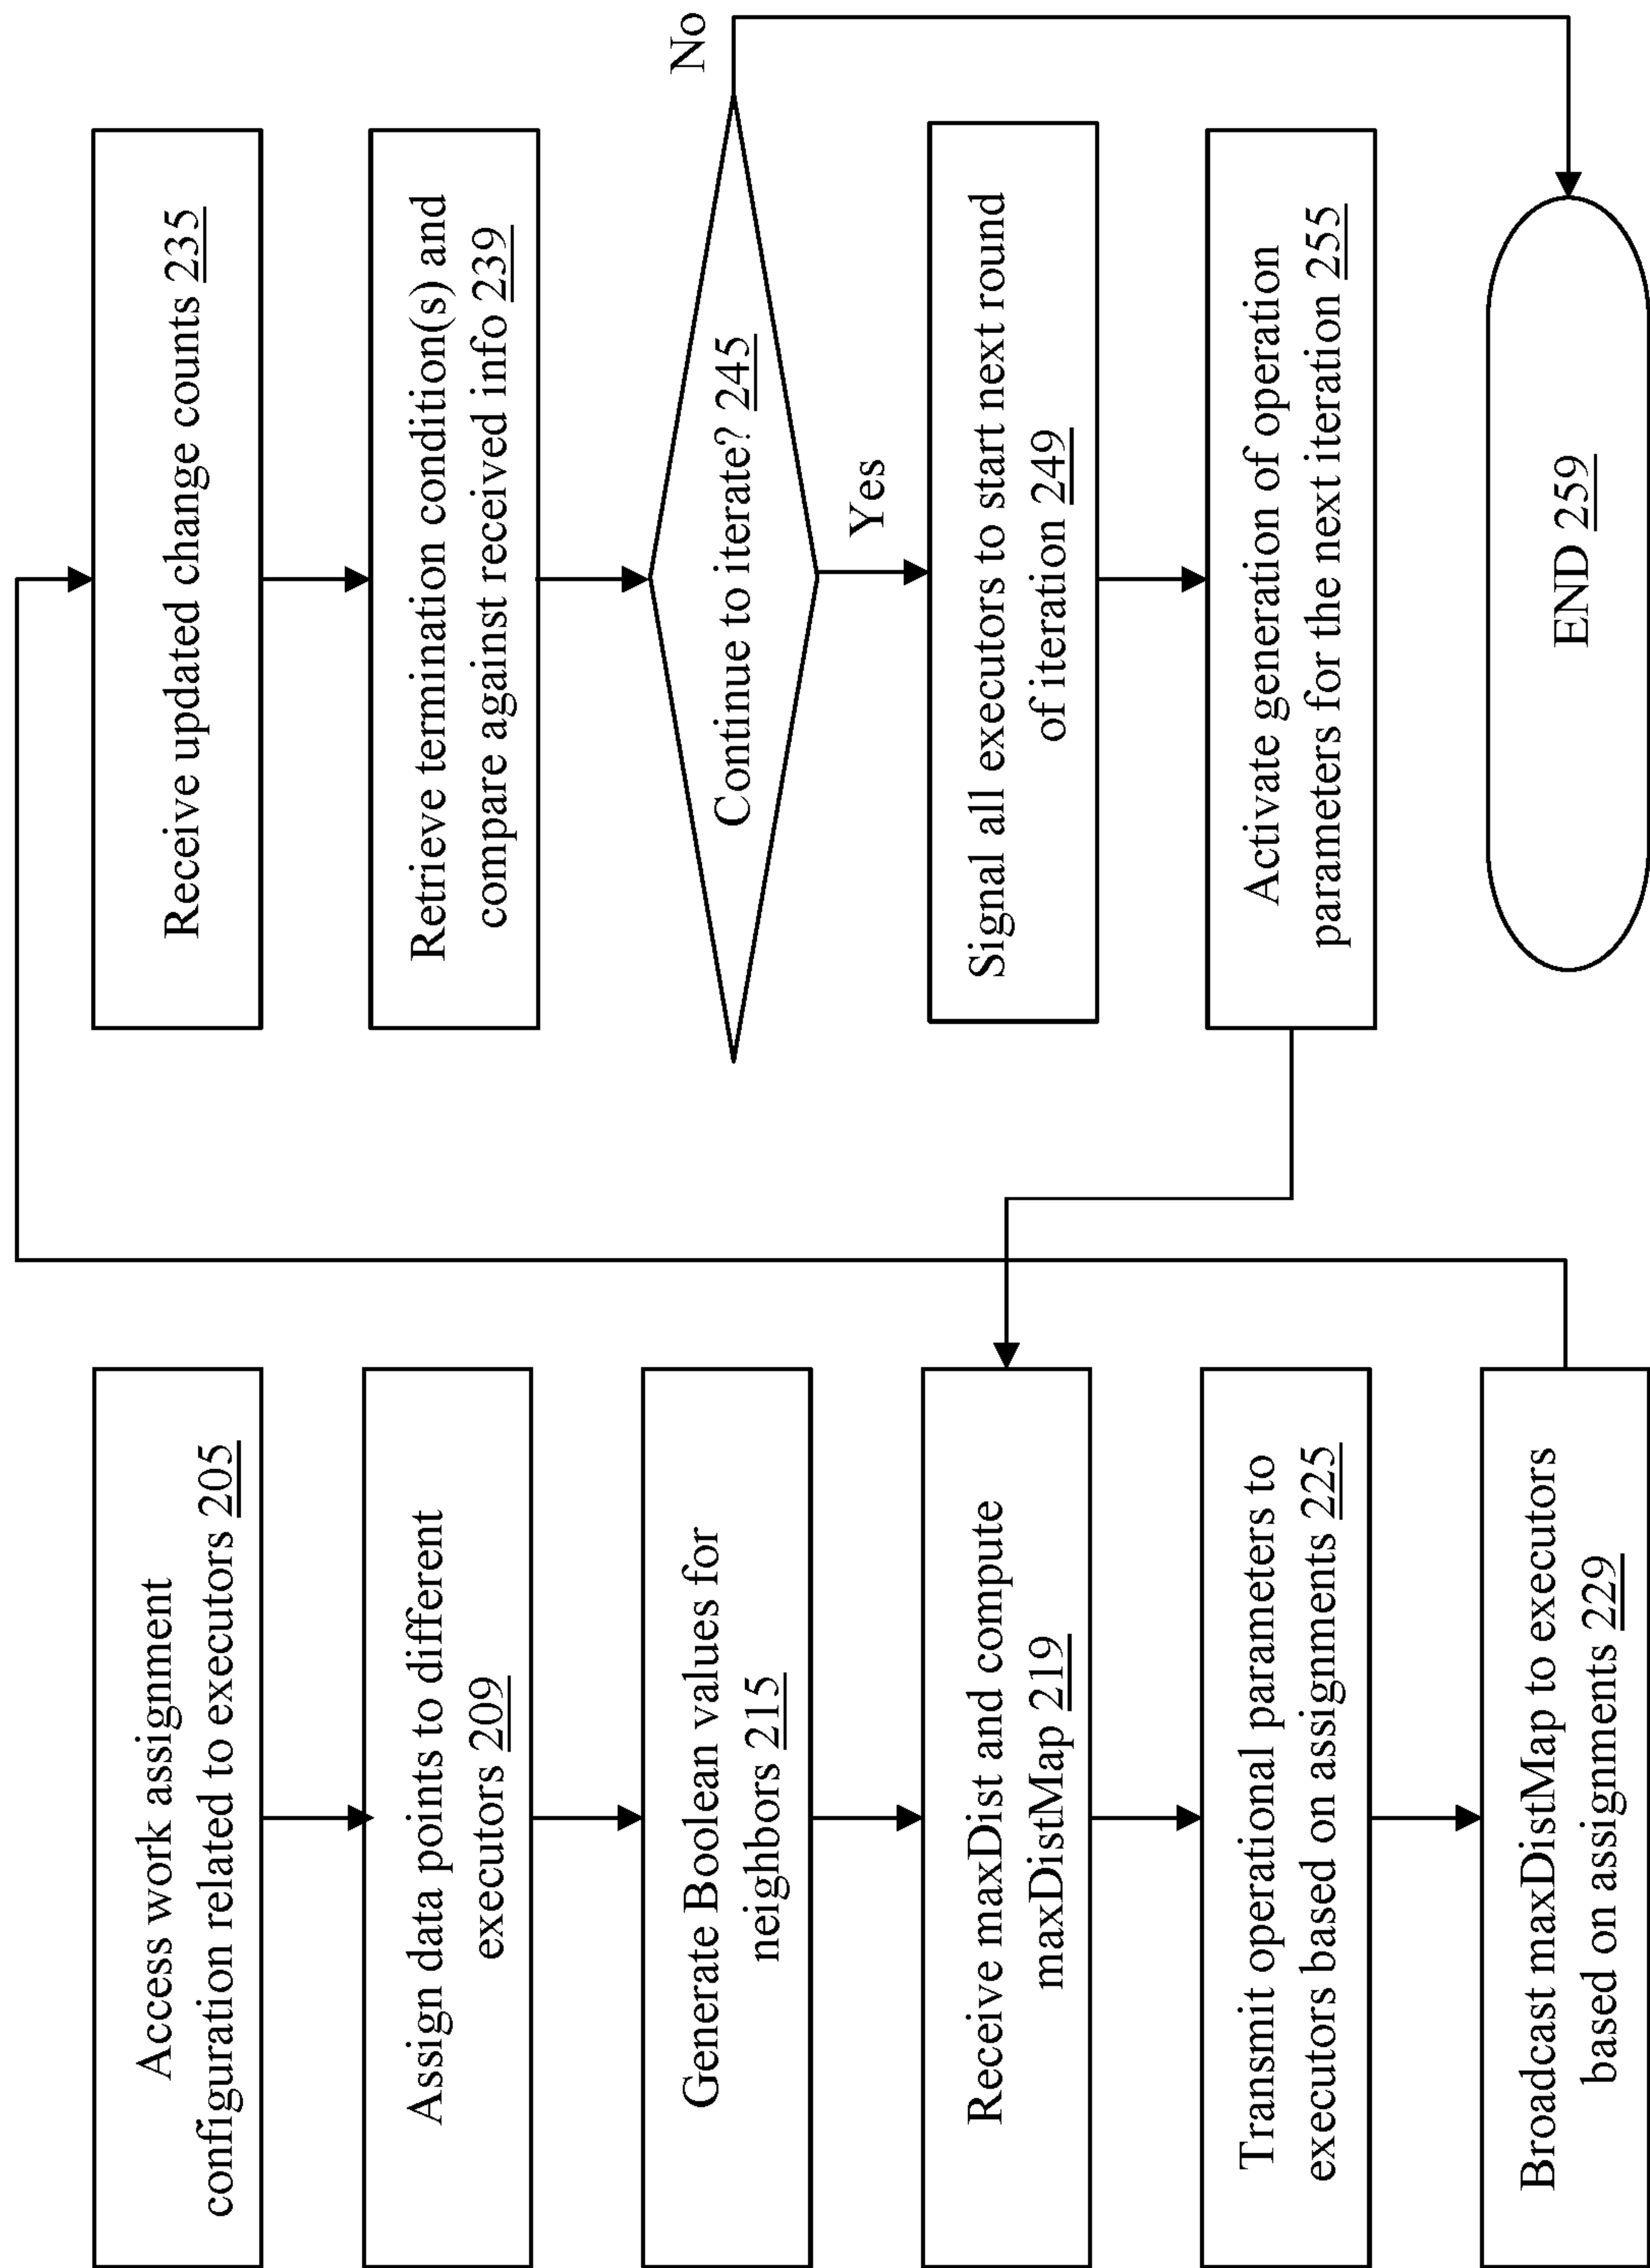 Access work assignment
configuration related to executors 205
Assign data points to different
executors 209
Generate Boolean values for
neighbors 215
Receive maxDist and compute
maxDistMap 219
Transmit operational parameters to
executors based on assignments 225
Broadcast maxDistMap to executors
based on assignments 229
Receive updated change counts 235
Retrieve termination condition(s) and
compare against received info 239
Continue to iterate? 245
No
Yes
Signal all executors to start next round
of iteration 249
Activate generation of operation
parameters for the next iteration 255
END 259